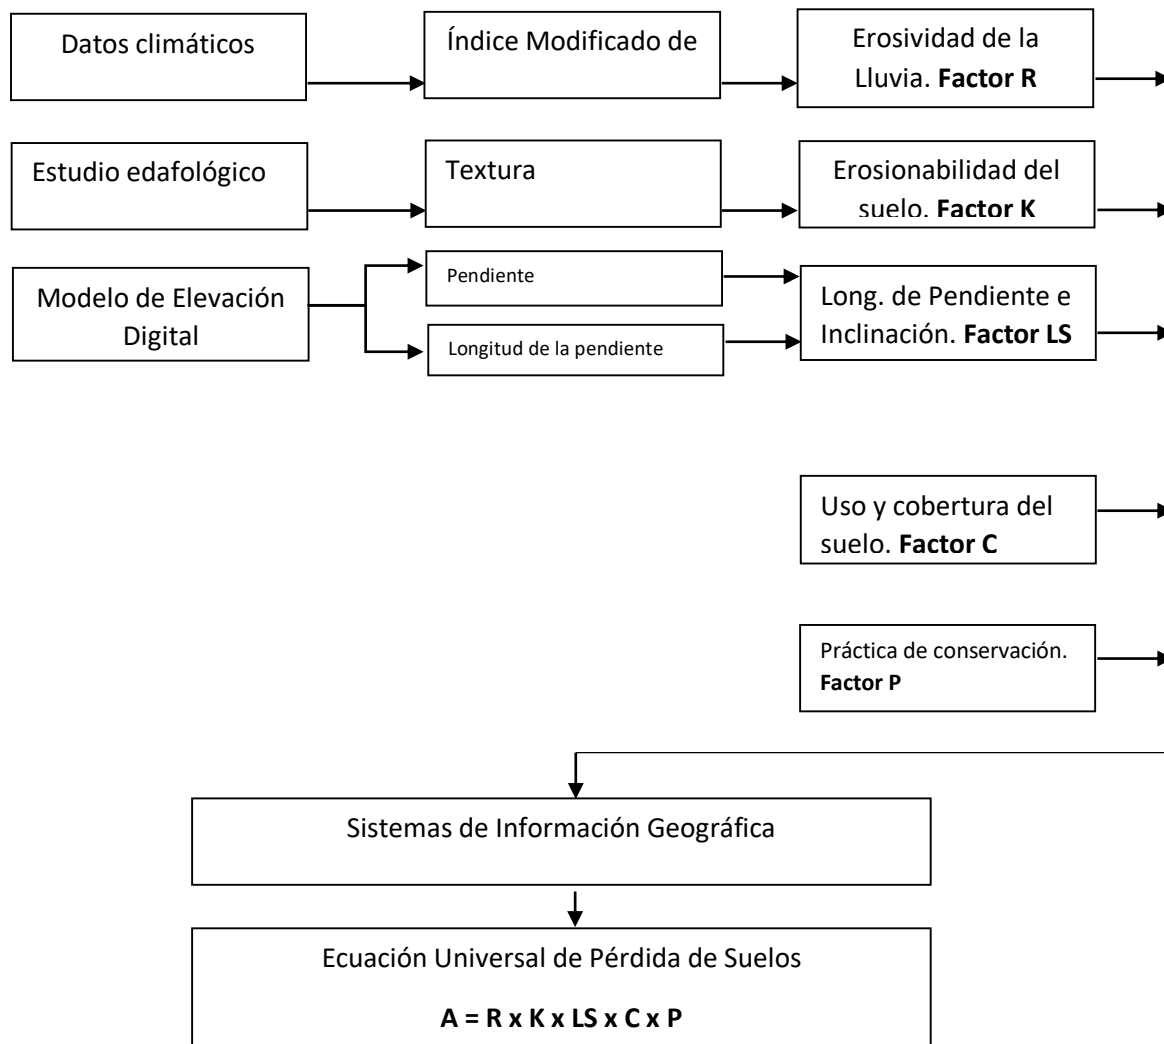 Datos climáticos
Índice Modificado de
Erosividad de la
Lluvia. Factor R
Estudio edafológico
Textura
Erosionabilidad del
suelo. Factor K
Modelo de Elevación
Digital
Pendiente
Longitud de la pendiente
Long. de Pendiente e
Inclinación. Factor LS
Uso y cobertura del
suelo. Factor C
Práctica de conservación.
Factor P
Sistemas de Información Geográfica
Ecuación Universal de Pérdida de Suelos
A = R x K x LS x C x P